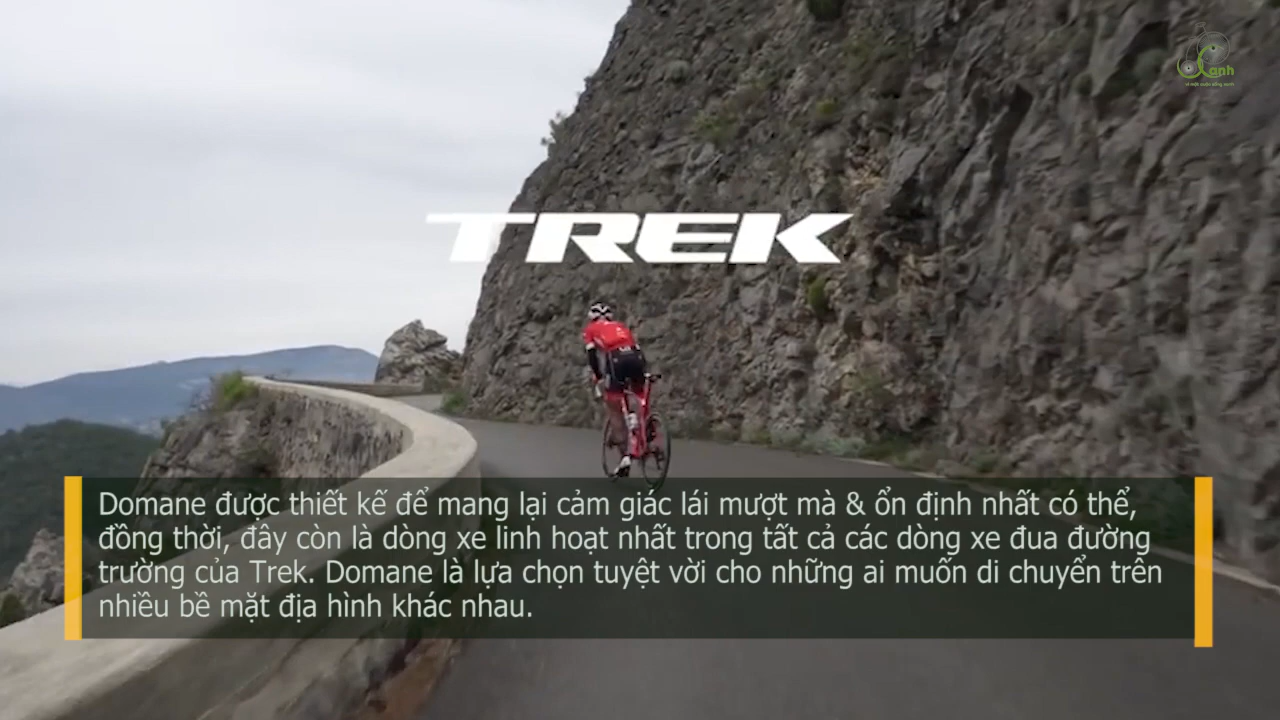 anh
TREK
Domane được thiết kế để mang lại cảm giác lái mượt mà & ổn định nhất có thể,
đồng thời, đây còn là dòng xe linh hoạt nhất trong tất cả các dòng xe đua đường
trường của Trek. Domane là lựa chọn tuyệt vời cho những ai muốn di chuyển trên
nhiều bề mặt địa hình khác nhau.